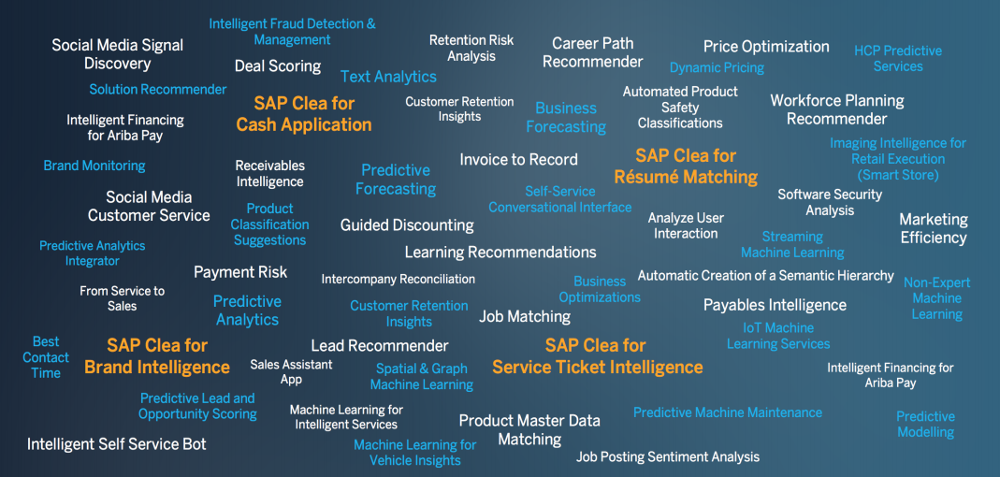 Intelligent Fraud Detection &
Management
Social Media Signal
Discovery
Retention Risk
Analysis
Career Path
Recommender
Price Optimization
HCP Predictive
Services
Deal Scoring
Text Analytics
Dynamic Pricing
Solution Recommender
SAP Clea for
Cash Application
Customer Retention
Insights
Business
Forecasting
Automated Product
Safety
Classifications
Workforce Planning
Recommender
Intelligent Financing
for Ariba Pay
Imaging Intelligence for
Retail Execution
(Smart Store)
Brand Monitoring
Receivables
Intelligence
Predictive
Forecasting
Invoice to Record
SAP Clea for
Résumé Matching
Social Media
Customer Service
Product
Classification
Suggestions
Self-Service
Conversational Interface
Software Security
Analysis
Guided Discounting
Analyze User
Interaction
Marketing
Efficiency
Predictive Analytics
Integrator
Learning Recommendations
Streaming
Machine Learning
Payment Risk
Intercompany Reconciliation
Business
Optimizations
Automatic Creation of a Semantic Hierarchy
Non-Expert
Machine
Learning
From Service to
Sales
Predictive
Analytics
Customer Retention
Insights
Job Matching
Payables Intelligence
Best
Contact
Time
SAP Clea for
Brand Intelligence
Lead Recommender
SAP Clea for
Service Ticket Intelligence
IoT Machine
Learning Services
Sales Assistant
App
Spatial & Graph
Machine Learning
Intelligent Financing for
Ariba Pay
Predictive Lead and
Opportunity Scoring
Machine Learning for
Intelligent Services
Product Master Data
Matching
Predictive Machine Maintenance
Predictive
Modelling
Intelligent Self Service Bot
Machine Learning for
Vehicle Insights
Job Posting Sentiment Analysis